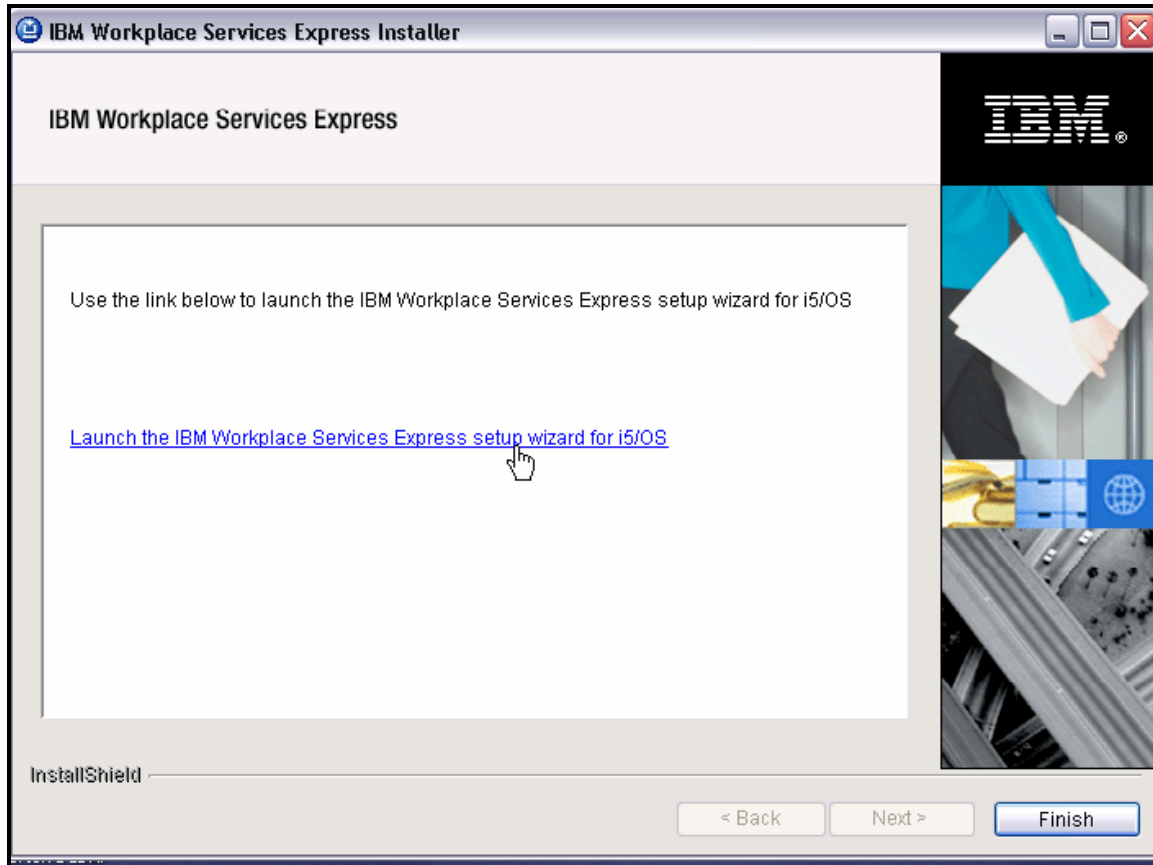 IBM Workplace Services Express Installer
IBM Workplace Services Express
IBM®
Use the link below to launch the IBM Workplace Services Express setup wizard for i5/OS
Launch the IBM Workplace Services Express setup wizard for i5/OS
InstallShield
< Back
Next >
Finish